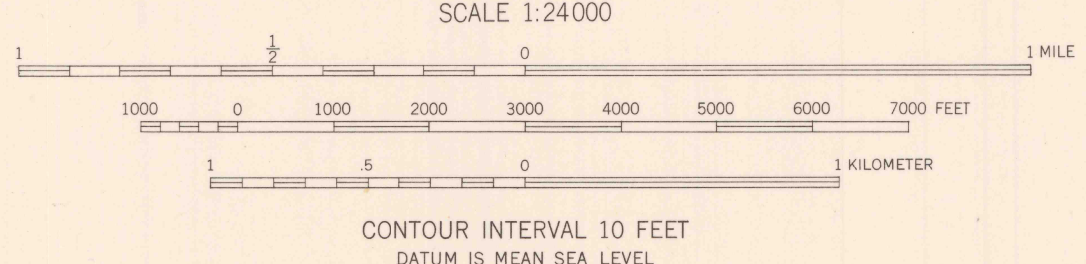 SCALE 1:24000
1 1/2 0 1 MILE
1000 0 1000 2000 3000 4000 5000 6000 7000 FEET
1 .5 0 1 KILOMETER
CONTOUR INTERVAL 10 FEET
DATUM IS MEAN SEA LEVEL